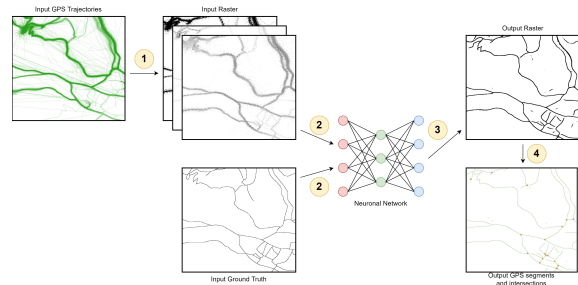 Input GPS Trajectories
Input Raster
Output Raster
1
2
3
2
4
Neuronal Network
Input Ground Truth
Output GPS segments
and intersections